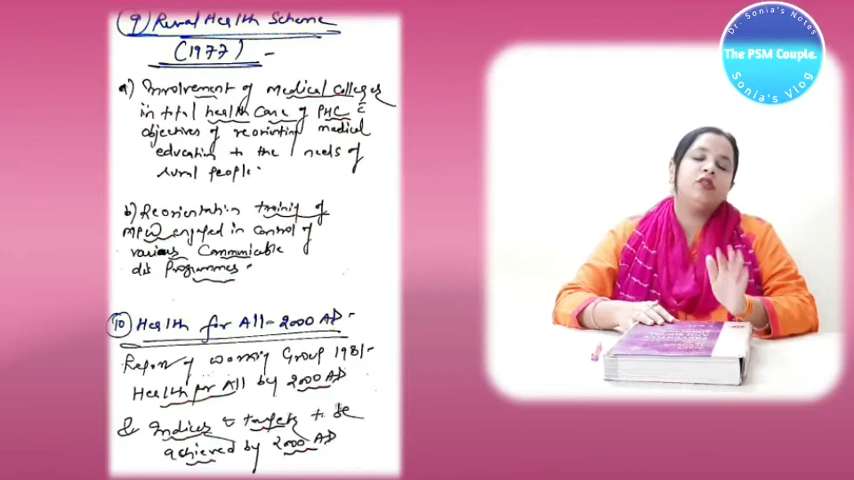 9) Rural Health Scheme
(1977) -
a) Involvement of medical colleges
in total health care of PHC c̄
objectives of reorienting medical
education to the needs of
rural people.
b) Reorientation training of
MPW engaged in control of
various Communicable
dis Programmes.
10) Health for All - 2000 AD -
Report of working Group 1981 -
Health for All by 2000 AD
& Indices & targets to be
achieved by 2000 AD
Dr. Sonia's Notes
The PSM Couple.
Sonia's Vlog